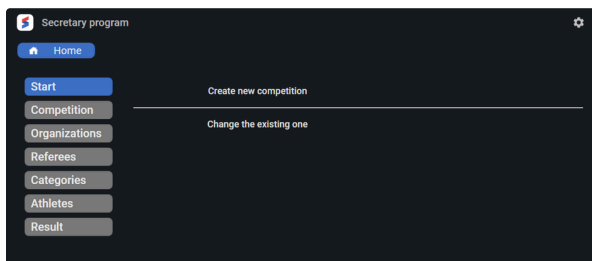 Secretary program
Home
Start
Create new competition
Competition
Change the existing one
Organizations
Referees
Categories
Athletes
Result